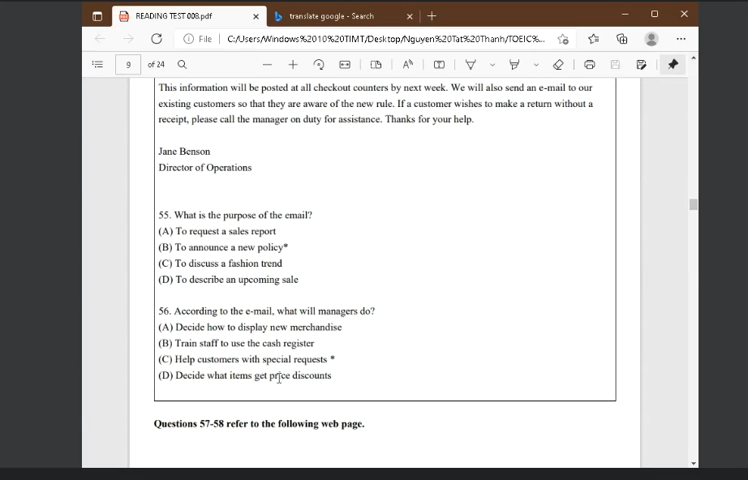 READING TEST 008.pdf
translate google - Search
File
C:/Users/Windows%2010%20TIMT/Desktop/Nguyen%20Tat%20Thanh/TOEIC%...
9 of 24
This information will be posted at all checkout counters by next week. We will also send an e-mail to our
existing customers so that they are aware of the new rule. If a customer wishes to make a return without a
receipt, please call the manager on duty for assistance. Thanks for your help.
Jane Benson
Director of Operations
55. What is the purpose of the email?
(A) To request a sales report
(B) To announce a new policy*
(C) To discuss a fashion trend
(D) To describe an upcoming sale
56. According to the e-mail, what will managers do?
(A) Decide how to display new merchandise
(B) Train staff to use the cash register
(C) Help customers with special requests *
(D) Decide what items get price discounts
Questions 57-58 refer to the following web page.